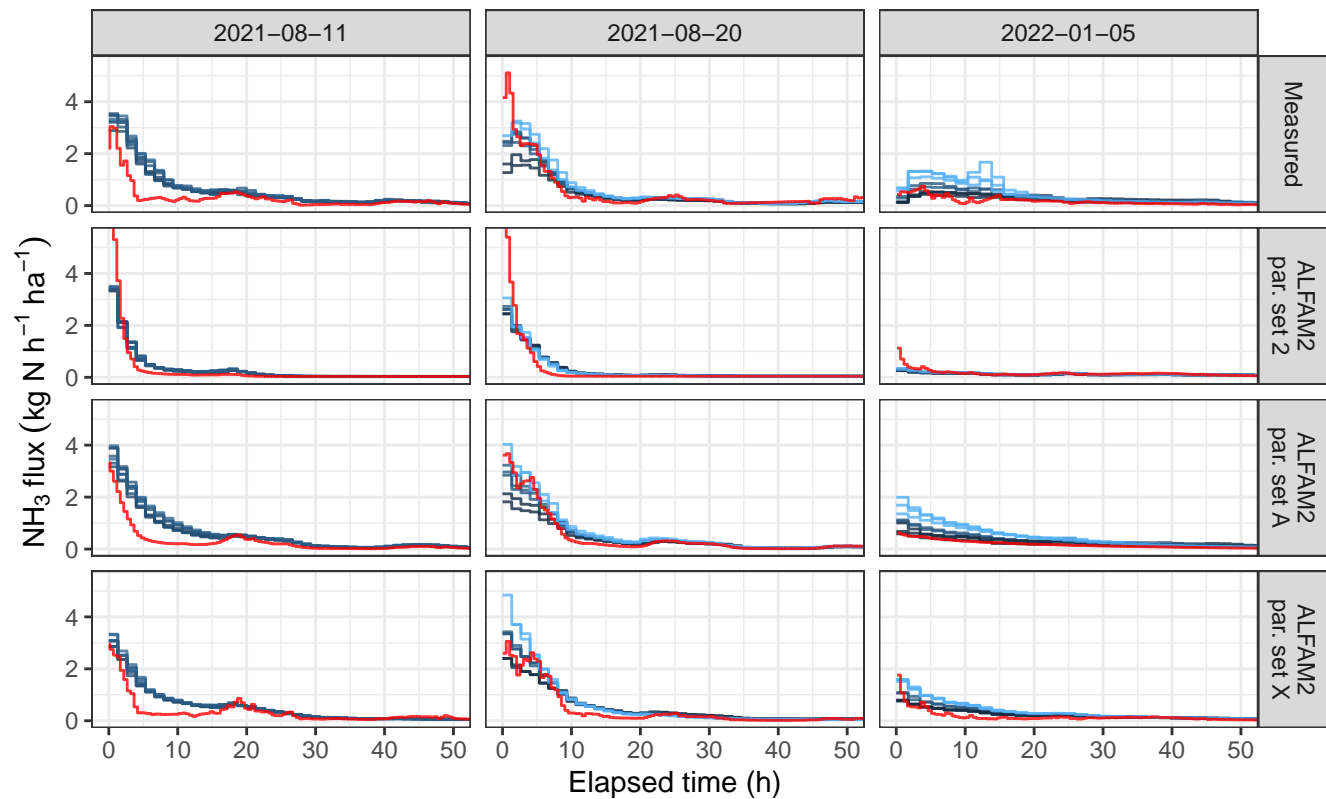 2021−08−11 2021−08−20 2022−01−05
Measured
ALFAM2
par. set 2
ALFAM2
par. set A
ALFAM2
par. set X
NH₃ flux (kg N h⁻¹ ha⁻¹)
4
2
0
4
2
0
4
2
0
4
2
0
0 10 20 30 40 50 0 10 20 30 40 50 0 10 20 30 40 50
Elapsed time (h)